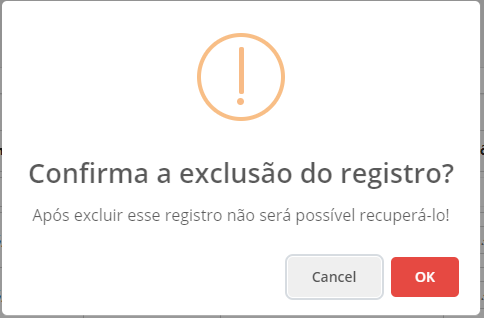 Confirma a exclusão do registro?
Após excluir esse registro não será possível recuperá-lo!
Cancel
OK